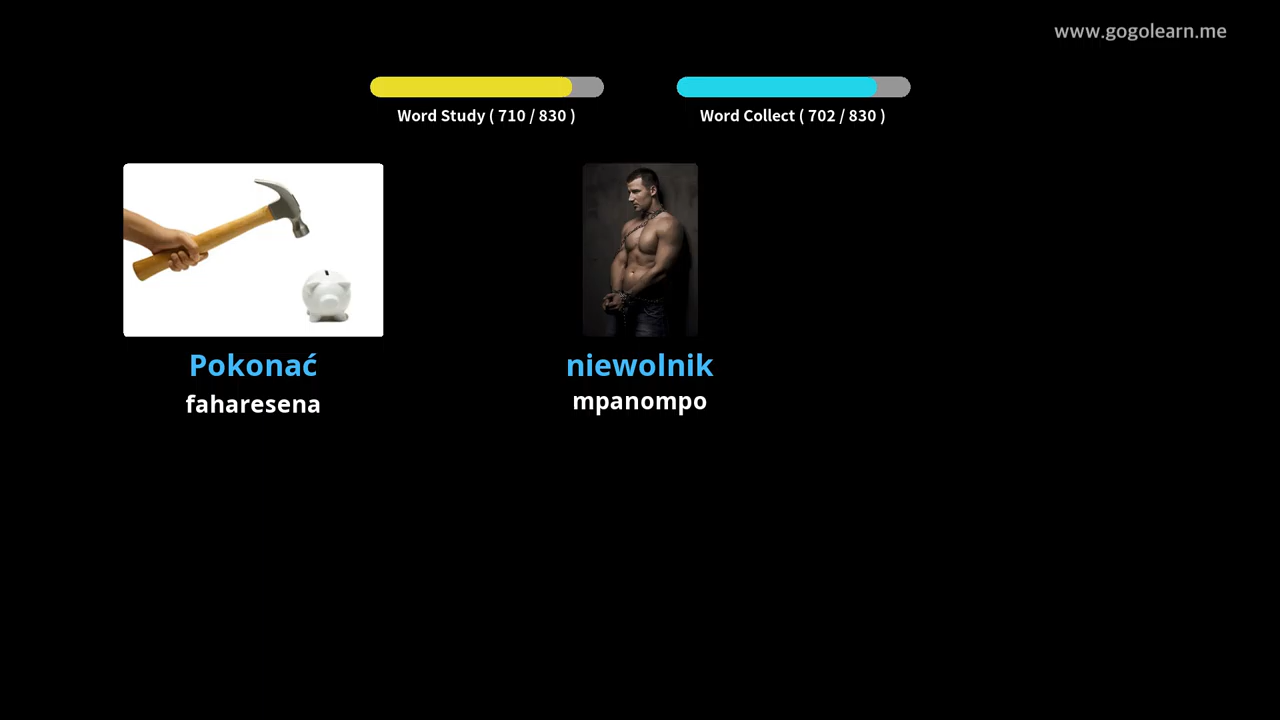 www.gogolearn.me
Word Study ( 710 / 830 )
Word Collect ( 702 / 830 )
Pokonać
faharesena
niewolnik
mpanompo